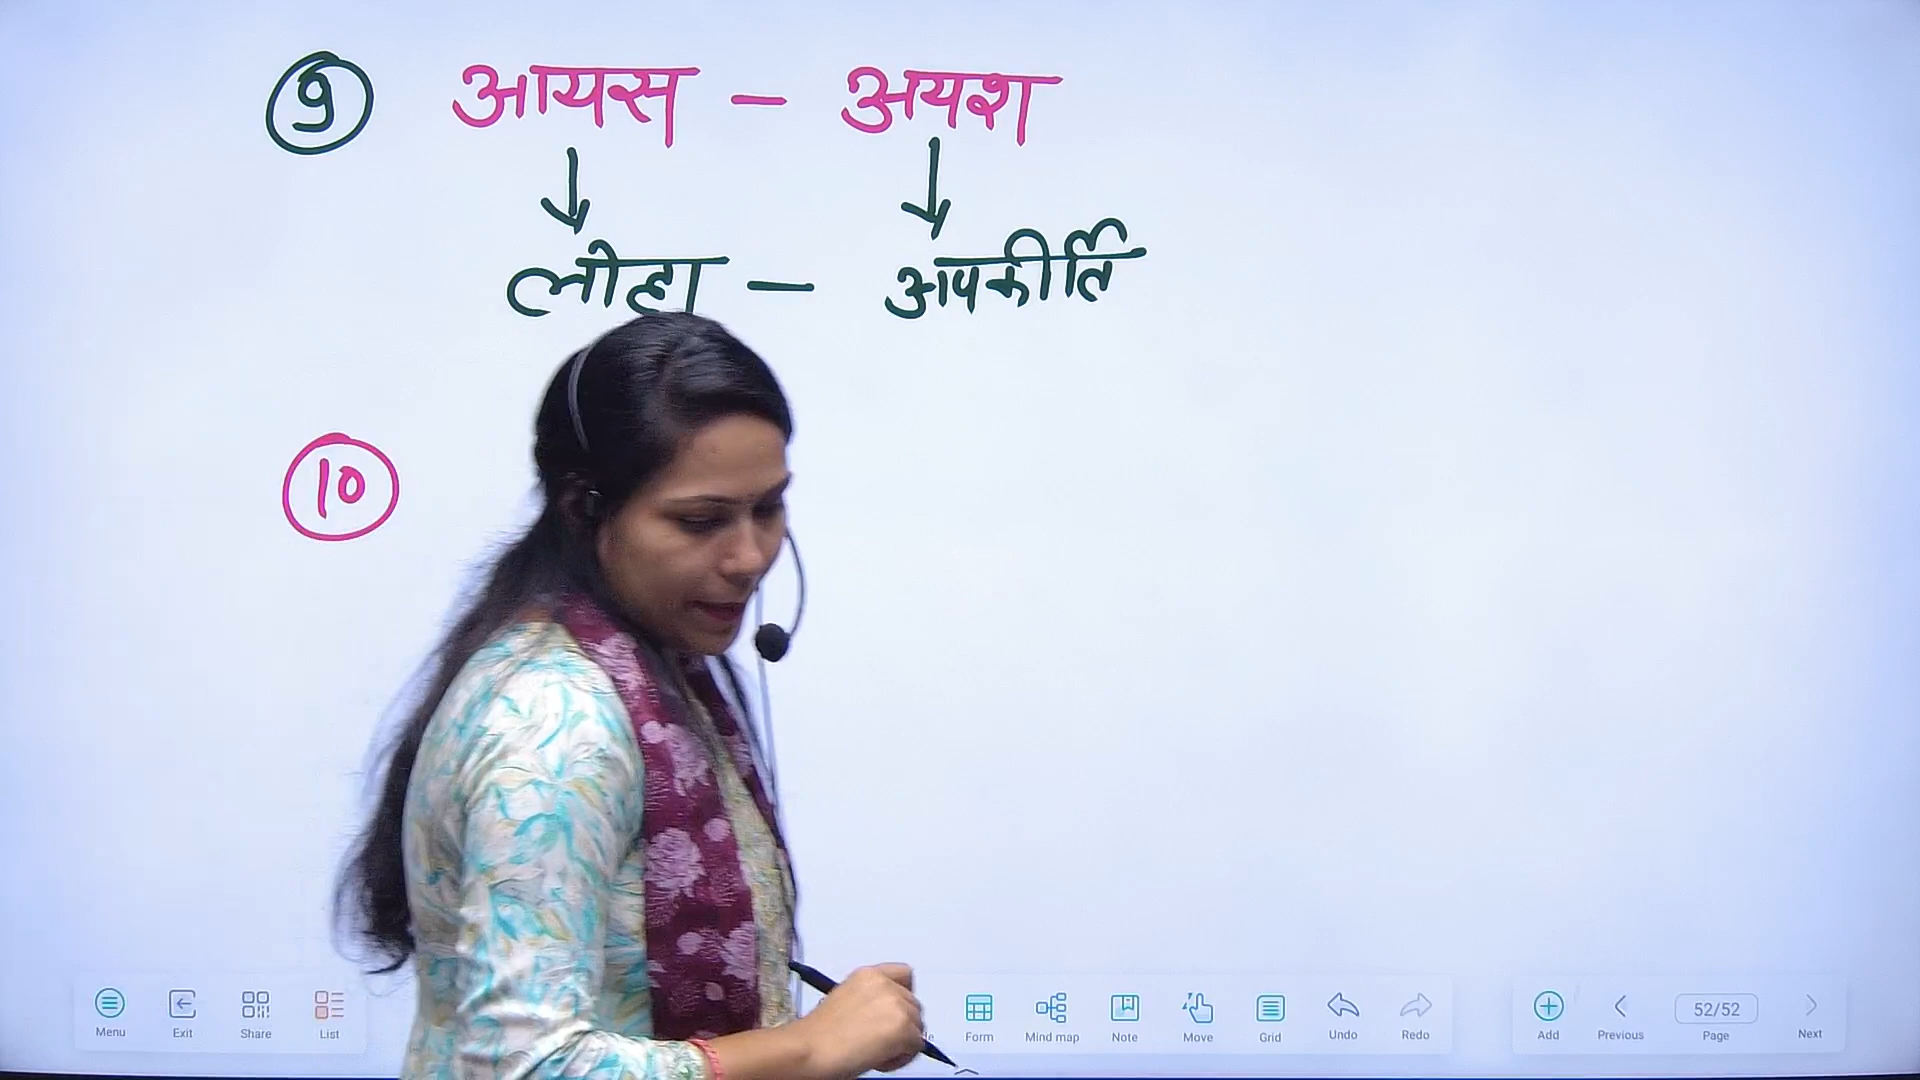 9 आयस - अयश
↓ ↓
लोहा - अपकीर्ति
10
Menu Exit Share List Form Mind map Note Move Grid Undo Redo Add Previous 52/52 Page Next